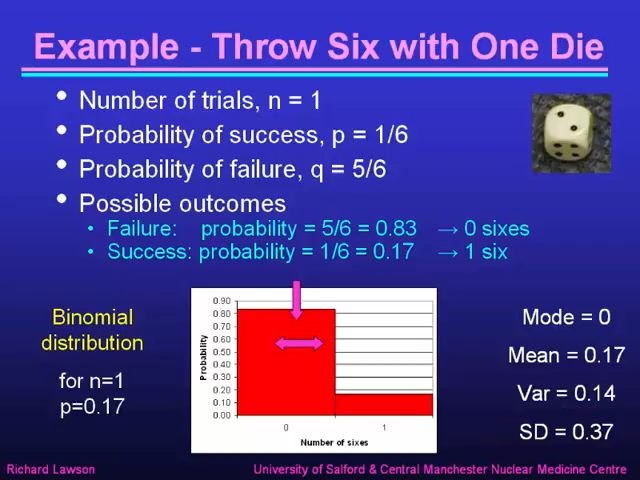 Example - Throw Six with One Die
• Number of trials, n = 1
• Probability of success, p = 1/6
• Probability of failure, q = 5/6
• Possible outcomes
• Failure: probability = 5/6 = 0.83 → 0 sixes
• Success: probability = 1/6 = 0.17 → 1 six
Binomial
distribution
for n=1
p=0.17
Probability
0.90
0.80
0.70
0.60
0.50
0.40
0.30
0.20
0.10
0.00
0 1
Number of sixes
Mode = 0
Mean = 0.17
Var = 0.14
SD = 0.37
Richard Lawson
University of Salford & Central Manchester Nuclear Medicine Centre